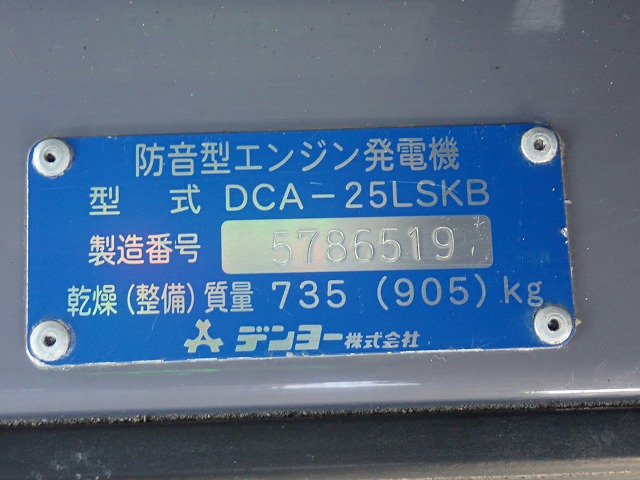 防音型エンジン発電機
型式 DCA-25LSKB
製造番号 5786519
乾燥(整備)質量 735 (905) kg
デンヨー株式会社